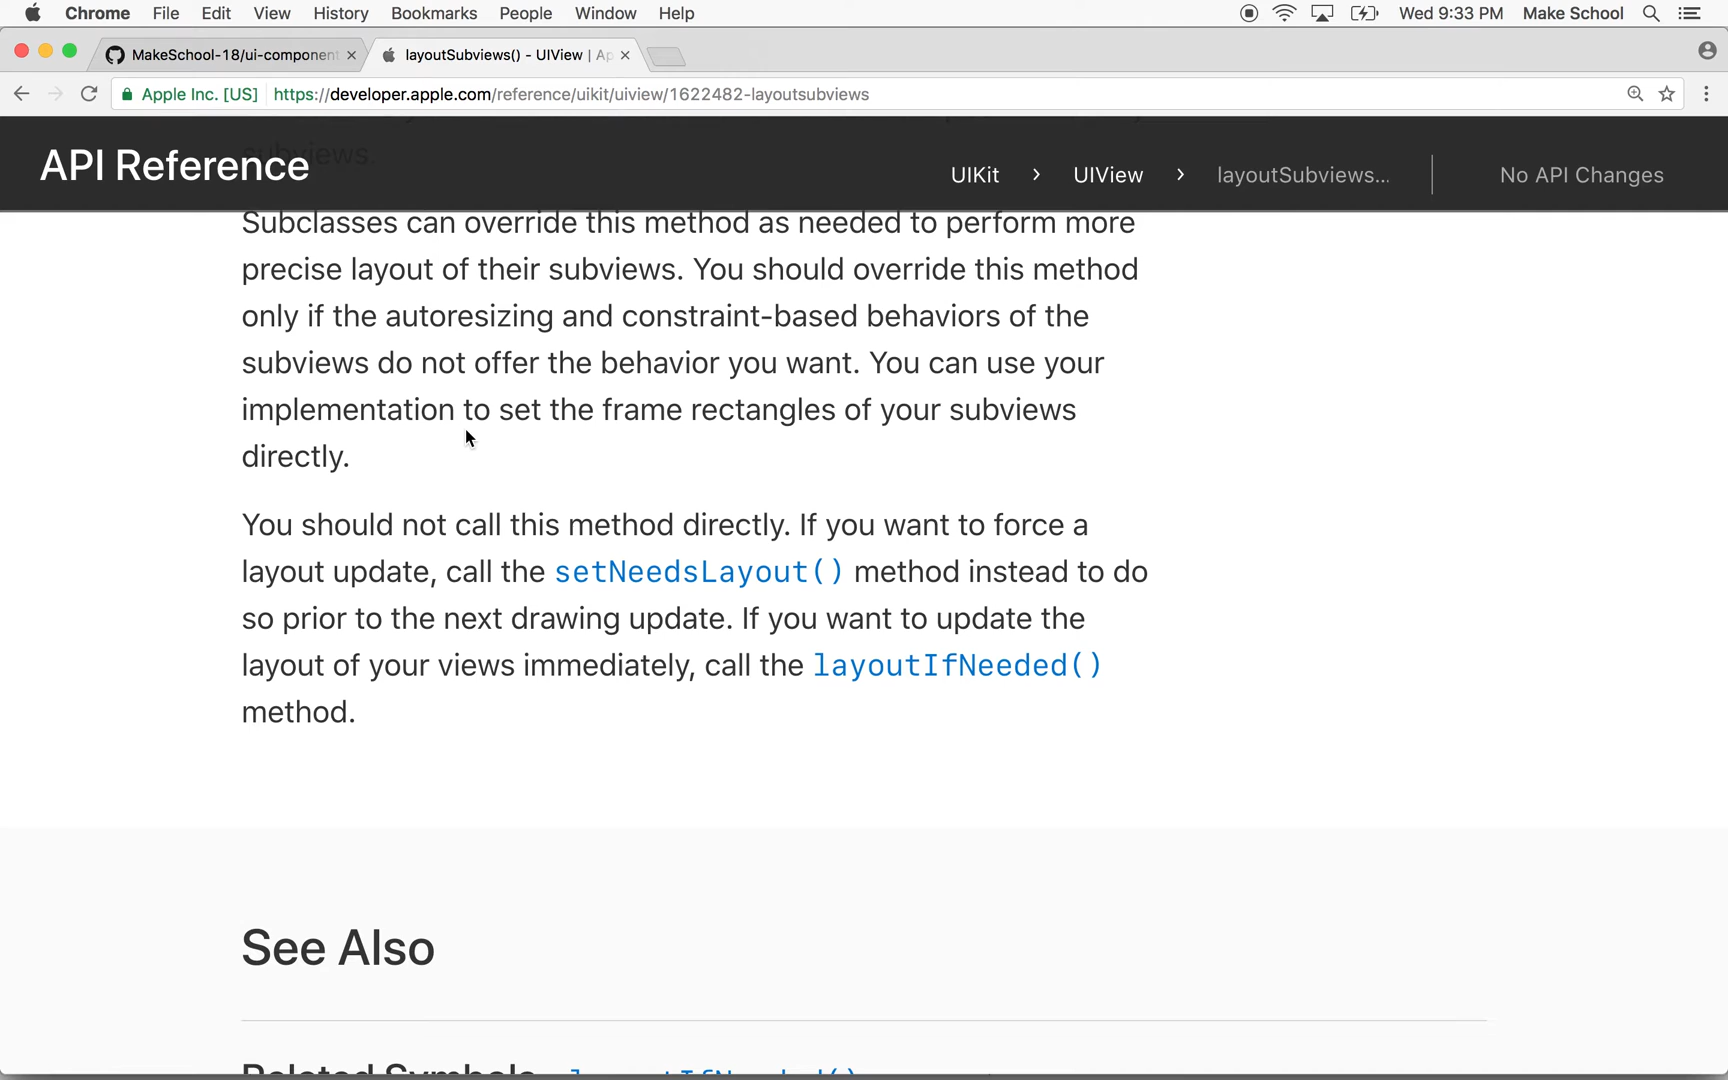 Chrome File Edit View History Bookmarks People Window Help Wed 9:33 PM Make School
MakeSchool-18/ui-component layoutSubviews() - UIView | Ap
Apple Inc. [US] https://developer.apple.com/reference/uikit/uiview/1622482-layoutsubviews
subviews.
API Reference UIKit > UIView > layoutSubviews... No API Changes
Subclasses can override this method as needed to perform more
precise layout of their subviews. You should override this method
only if the autoresizing and constraint-based behaviors of the
subviews do not offer the behavior you want. You can use your
implementation to set the frame rectangles of your subviews
directly.
You should not call this method directly. If you want to force a
layout update, call the setNeedsLayout() method instead to do
so prior to the next drawing update. If you want to update the
layout of your views immediately, call the layoutIfNeeded()
method.
See Also
Related Symbols layoutIfNeeded()